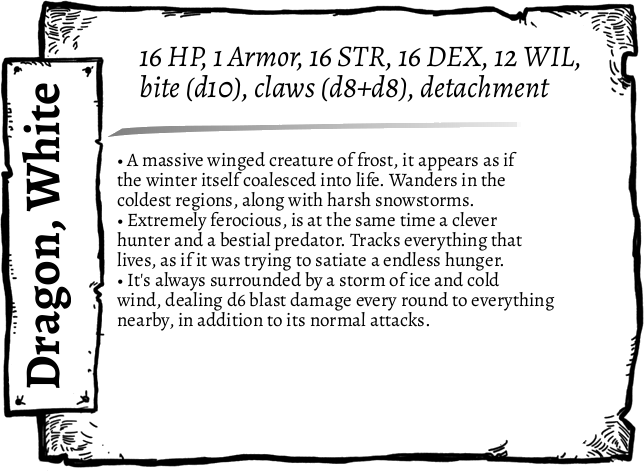 Dragon, White
16 HP, 1 Armor, 16 STR, 16 DEX, 12 WIL,
bite (d10), claws (d8+d8), detachment
• A massive winged creature of frost, it appears as if
the winter itself coalesced into life. Wanders in the
coldest regions, along with harsh snowstorms.
• Extremely ferocious, is at the same time a clever
hunter and a bestial predator. Tracks everything that
lives, as if it was trying to satiate a endless hunger.
• It's always surrounded by a storm of ice and cold
wind, dealing d6 blast damage every round to everything
nearby, in addition to its normal attacks.